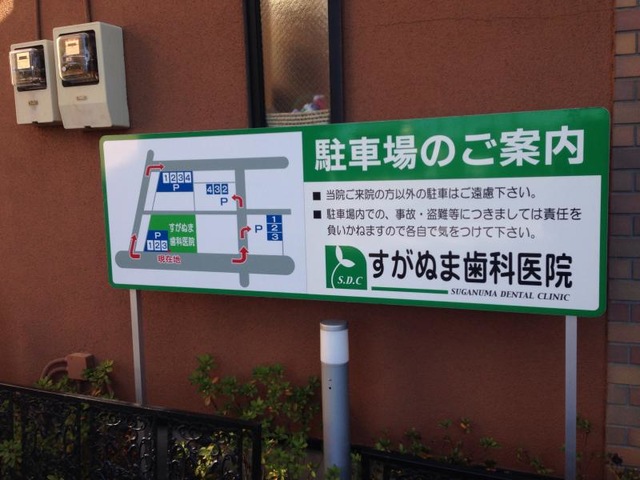 駐車場のご案内
■ 当院ご来院の方以外の駐車はご遠慮下さい。
■ 駐車場内での、事故・盗難等につきましては責任を
負いかねますので各自で気をつけて下さい。
S.D.C
すがぬま歯科医院
SUGANUMA DENTAL CLINIC
1234
P
432
P
P
1
2
3
すがぬま
歯科医院
P
123
現在地